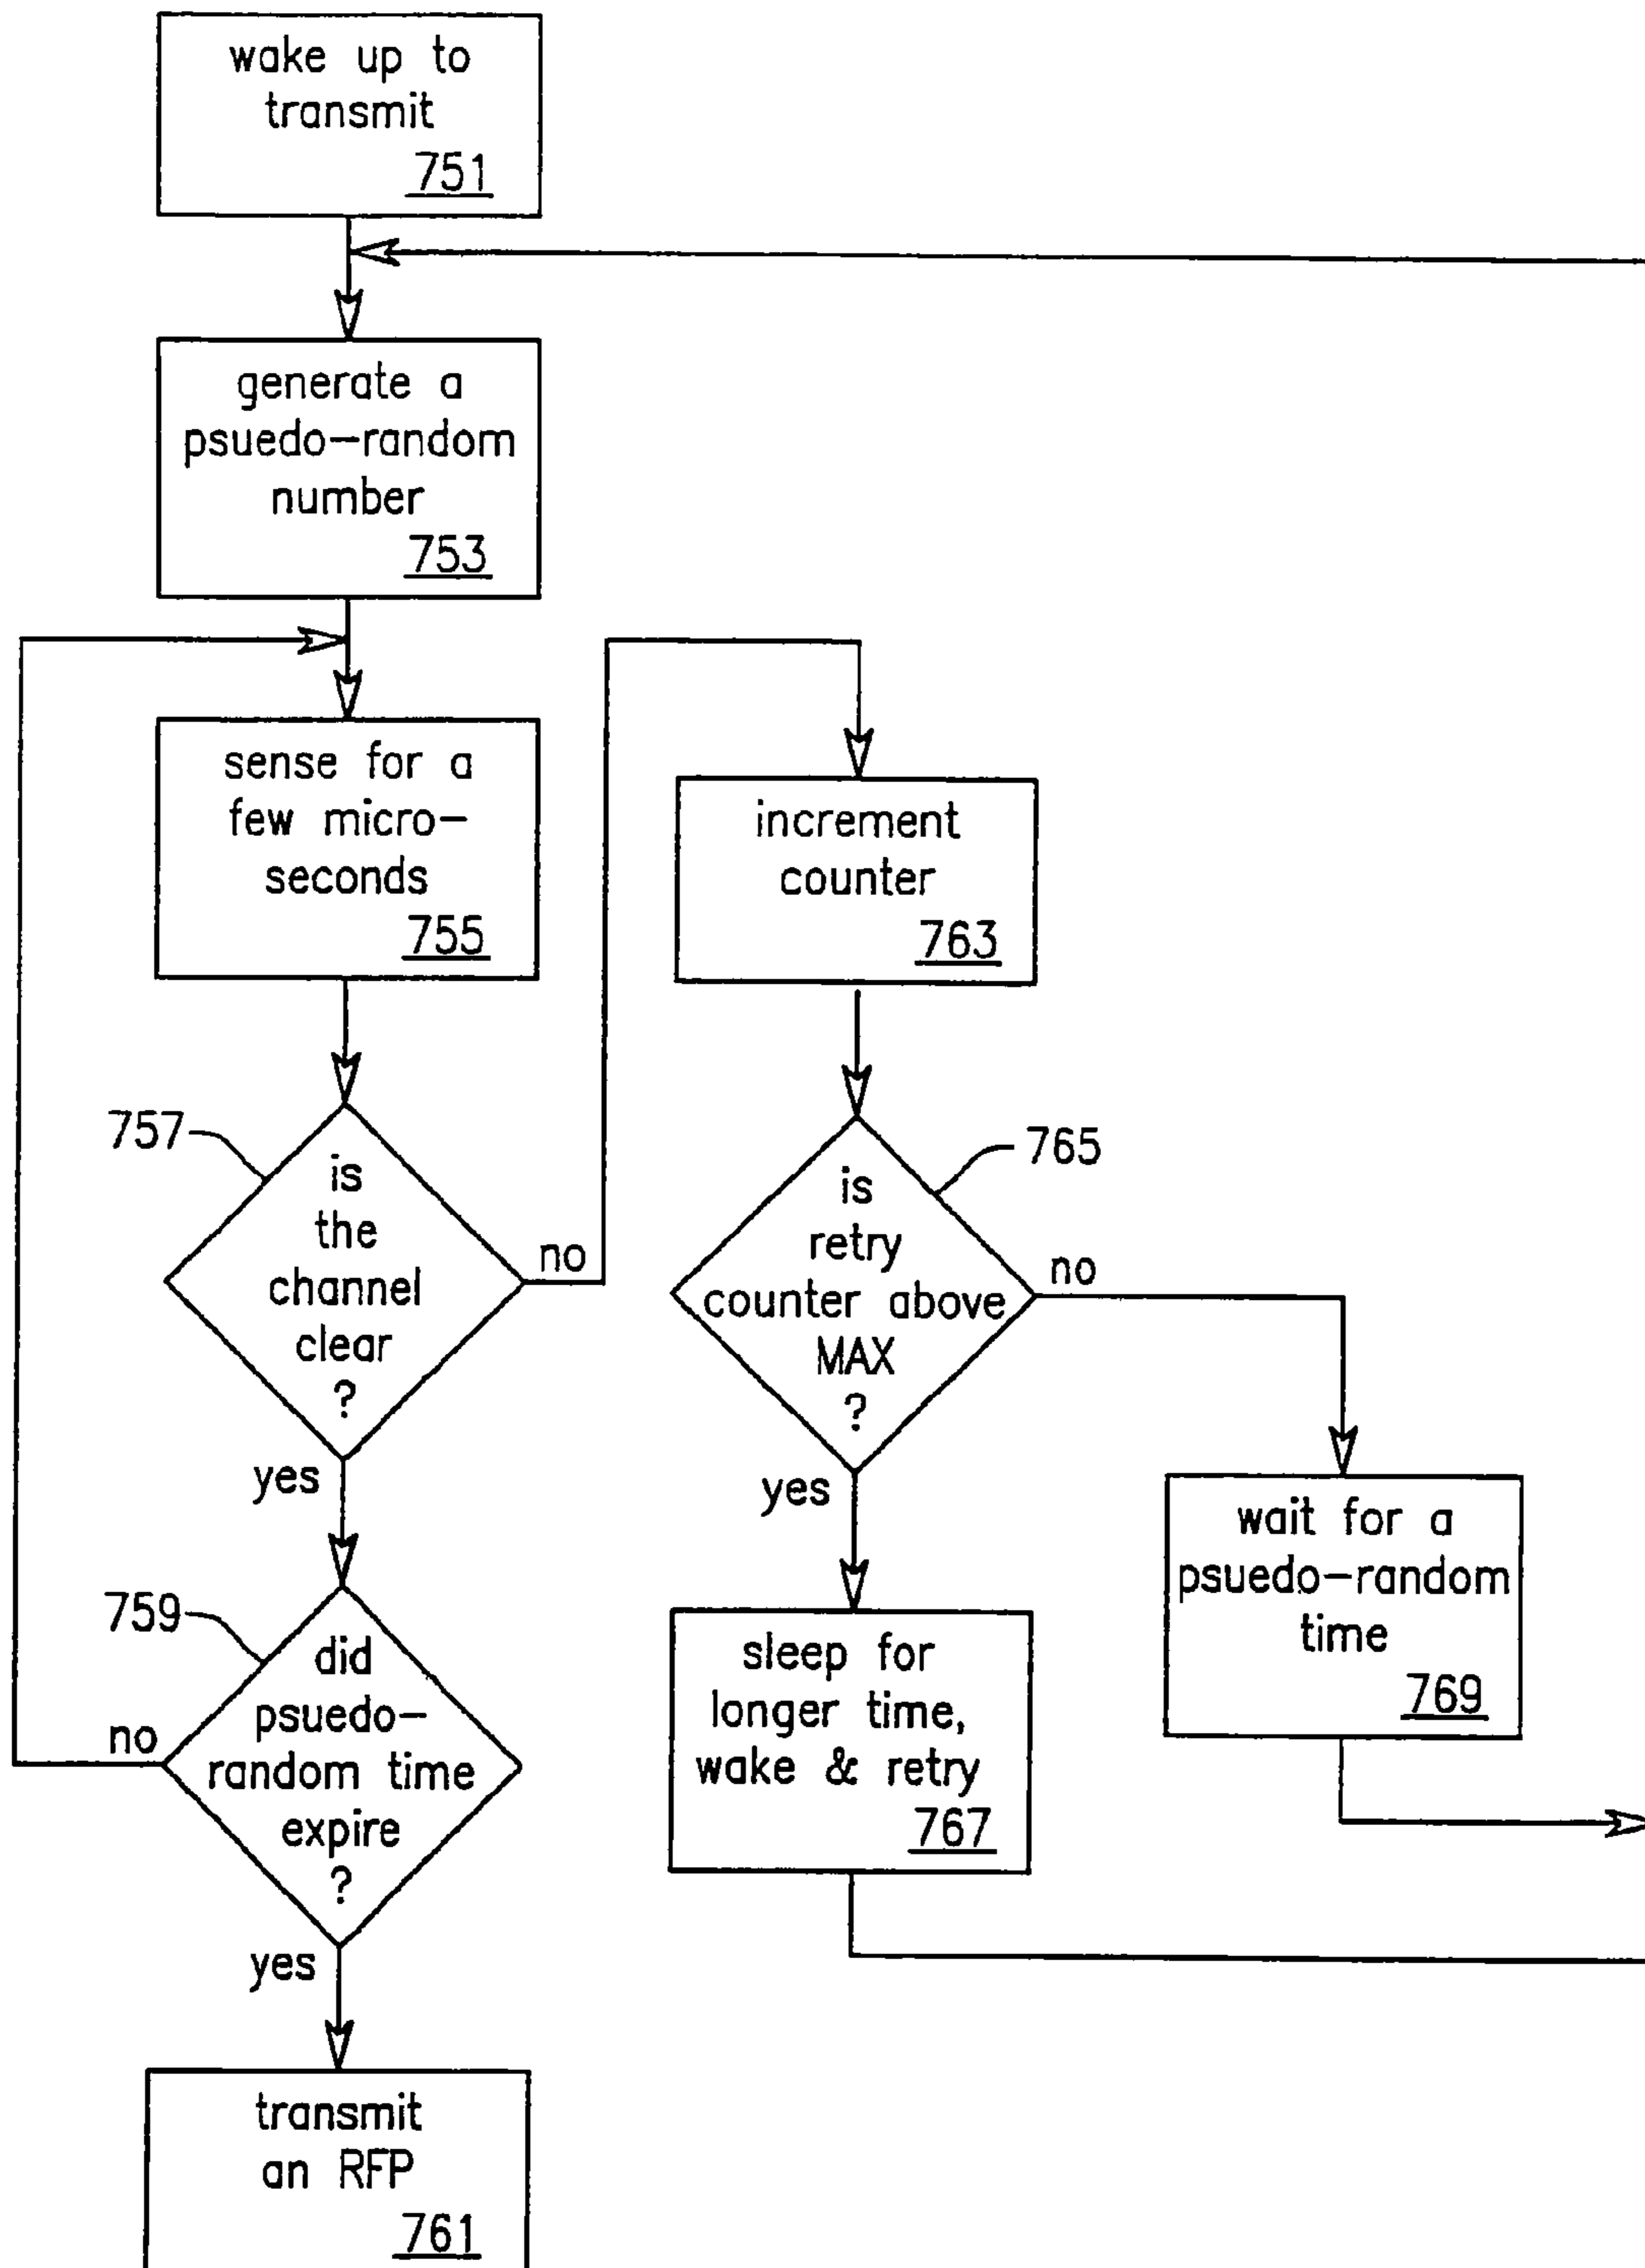 wake up to
transmit
751
generate a
psuedo-random
number
753
sense for a
few micro-
seconds
755
757
is
the
channel
clear
?
no
yes
759
did
psuedo-
random time
expire
?
no
yes
transmit
an RFP
761
increment
counter
763
765
is
retry
counter above
MAX
?
no
yes
sleep for
longer time,
wake & retry
767
wait for a
psuedo-random
time
769